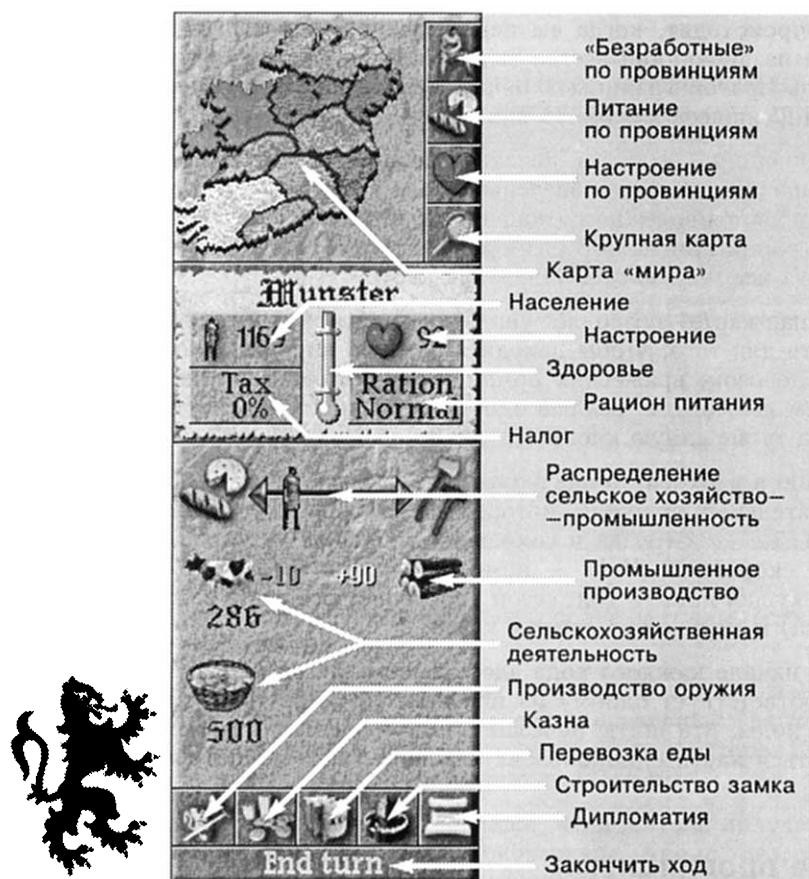 «Безработные»
по провинциям
Питание
по провинциям
Настроение
по провинциям
Крупная карта
Карта «мира»
Munster
Население
1169
92
Настроение
Здоровье
Tax
0%
Ration
Normal
Рацион питания
Налог
Распределение
сельское хозяйство–
–промышленность
-10
+90
Промышленное
производство
286
Сельскохозяйственная
деятельность
500
Производство оружия
Казна
Перевозка еды
Строительство замка
Дипломатия
End turn
Закончить ход